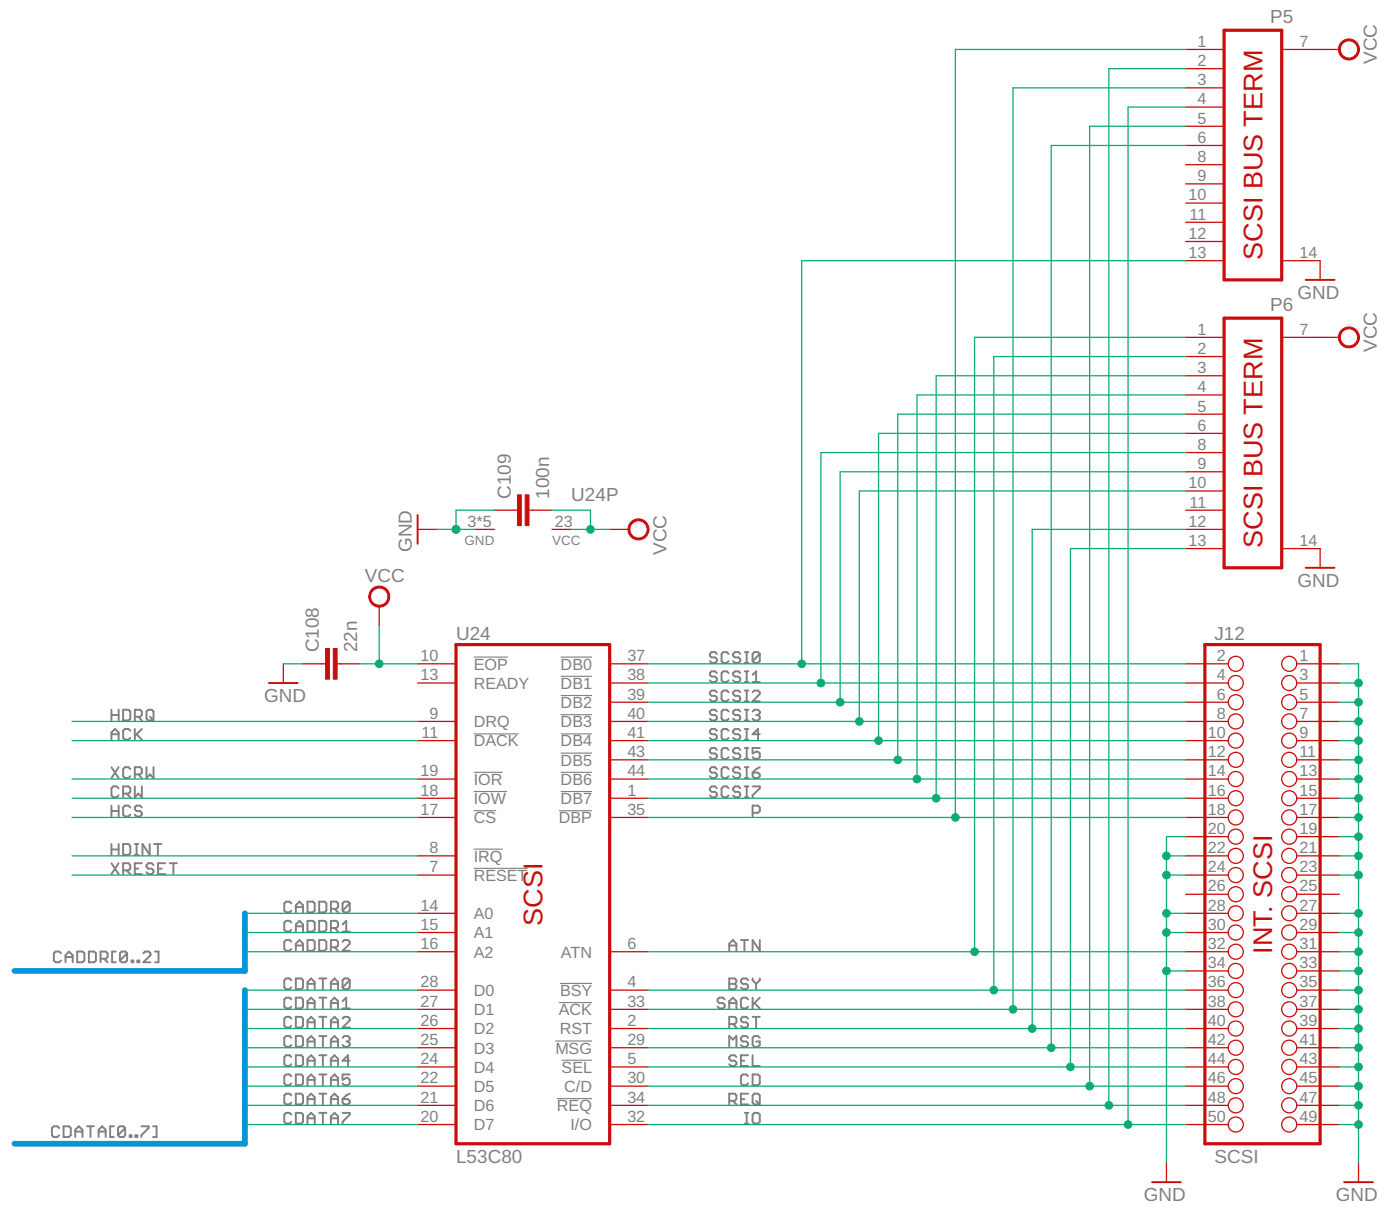 P5
1 7 VCC
2
3
4
5
6
8
9
10
11
12
13 14
SCSI BUS TERM
GND
P6
1 7 VCC
2
3
4
5
6
8
9
10
11
12
13 14
SCSI BUS TERM
GND
C109
100n
U24P
GND
3*5
GND
23
VCC
VCC
VCC
C108
22n
GND
U24
10 EOP DB0 37 SCSI0
13 READY DB1 38 SCSI1
DB2 39 SCSI2
HDRQ 9 DRQ DB3 40 SCSI3
ACK 11 DACK DB4 41 SCSI4
DB5 43 SCSI5
XCRW 19 IOR DB6 44 SCSI6
CRW 18 IOW DB7 1 SCSI7
HCS 17 CS DBP 35 P
HDINT 8 IRQ
XRESET 7 RESET
SCSI
CADDR0 14 A0
CADDR1 15 A1
CADDR2 16 A2 ATN 6 ATN
CADDR[0..2]
CDATA0 28 D0 BSY 4 BSY
CDATA1 27 D1 ACK 33 SACK
CDATA2 26 D2 RST 2 RST
CDATA3 25 D3 MSG 29 MSG
CDATA4 24 D4 SEL 5 SEL
CDATA5 22 D5 C/D 30 CD
CDATA6 21 D6 REQ 34 REQ
CDATA7 20 D7 I/O 32 IO
CDATA[0..7]
L53C80
J12
2 1
4 3
6 5
8 7
10 9
12 11
14 13
16 15
18 17
20 19
22 21
24 23
26 25
28 27
30 29
32 31
34 33
36 35
38 37
40 39
42 41
44 43
46 45
48 47
50 49
INT. SCSI
SCSI
GND
GND